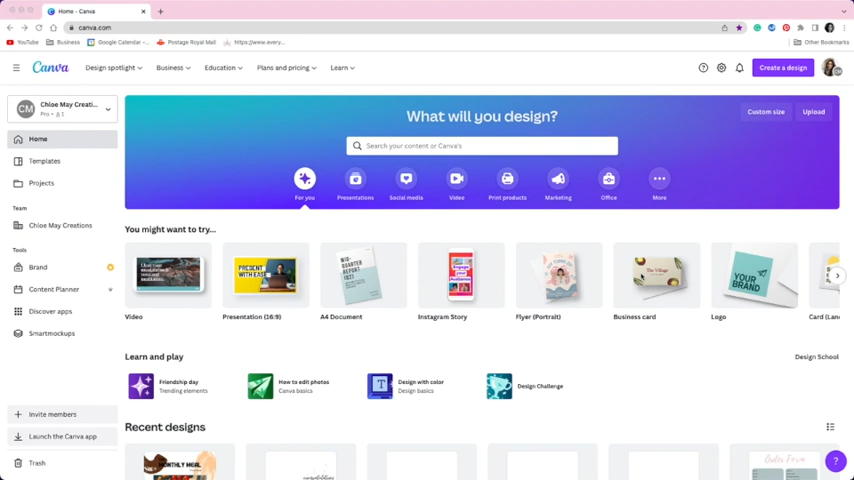 Home - Canva
canva.com
YouTube Business Google Calendar -... Postage Royal Mail https://www.every...
Other Bookmarks
Canva Design spotlight Business Education Plans and pricing Learn Create a design
CM Chloe May Creati...
Pro • 1
Home
Templates
Projects
Team
Chloe May Creations
Tools
Brand
Content Planner
Discover apps
Smartmockups
Invite members
Launch the Canva app
Trash
What will you design?
Custom size Upload
Search your content or Canva's
For you Presentations Social media Video Print products Marketing Office More
You might want to try...
PRESENT WITH EASE
MID-QUARTER REPORT
The Village
YOUR BRAND
Video Presentation (16:9) A4 Document Instagram Story Flyer (Portrait) Business card Logo Card (Lan
Learn and play
Design School
Friendship day
Trending elements
How to edit photos
Canva basics
Design with color
Design basics
Design Challenge
Recent designs
MONTHLY MEAL
Order Form
?